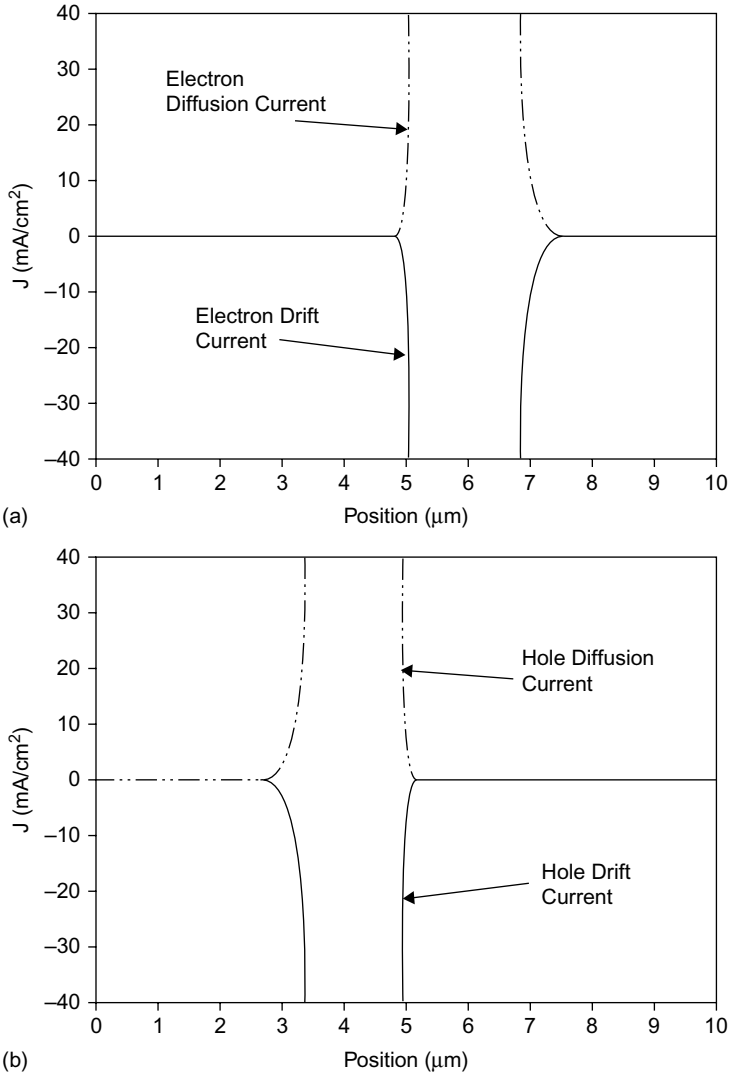 40
30
20
10
0
–10
–20
–30
–40
J (mA/cm2)
Electron
Diffusion Current
Electron Drift
Current
0 1 2 3 4 5 6 7 8 9 10
(a)
Position (μm)
40
30
20
10
0
–10
–20
–30
–40
J (mA/cm2)
Hole Diffusion
Current
Hole Drift
Current
0 1 2 3 4 5 6 7 8 9 10
(b)
Position (μm)